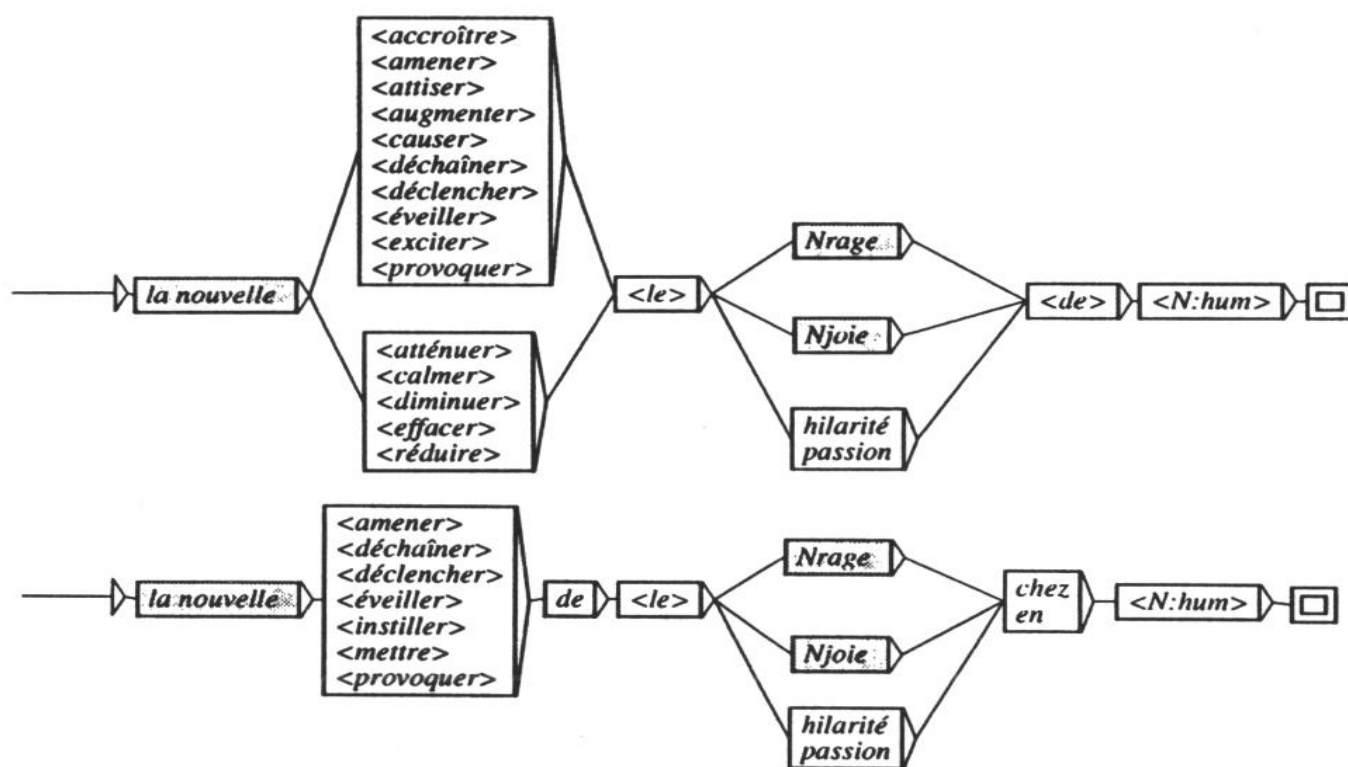 <accroître>
<amener>
<attiser>
<augmenter>
<causer>
<déchaîner>
<déclencher>
<éveiller>
<exciter>
<provoquer>
la nouvelle
<atténuer>
<calmer>
<diminuer>
<effacer>
<réduire>
<le>
Nrage
Njoie
hilarité
passion
<de>
<N:hum>
la nouvelle
<amener>
<déchaîner>
<déclencher>
<éveiller>
<instiller>
<mettre>
<provoquer>
de
<le>
Nrage
Njoie
hilarité
passion
chez
en
<N:hum>